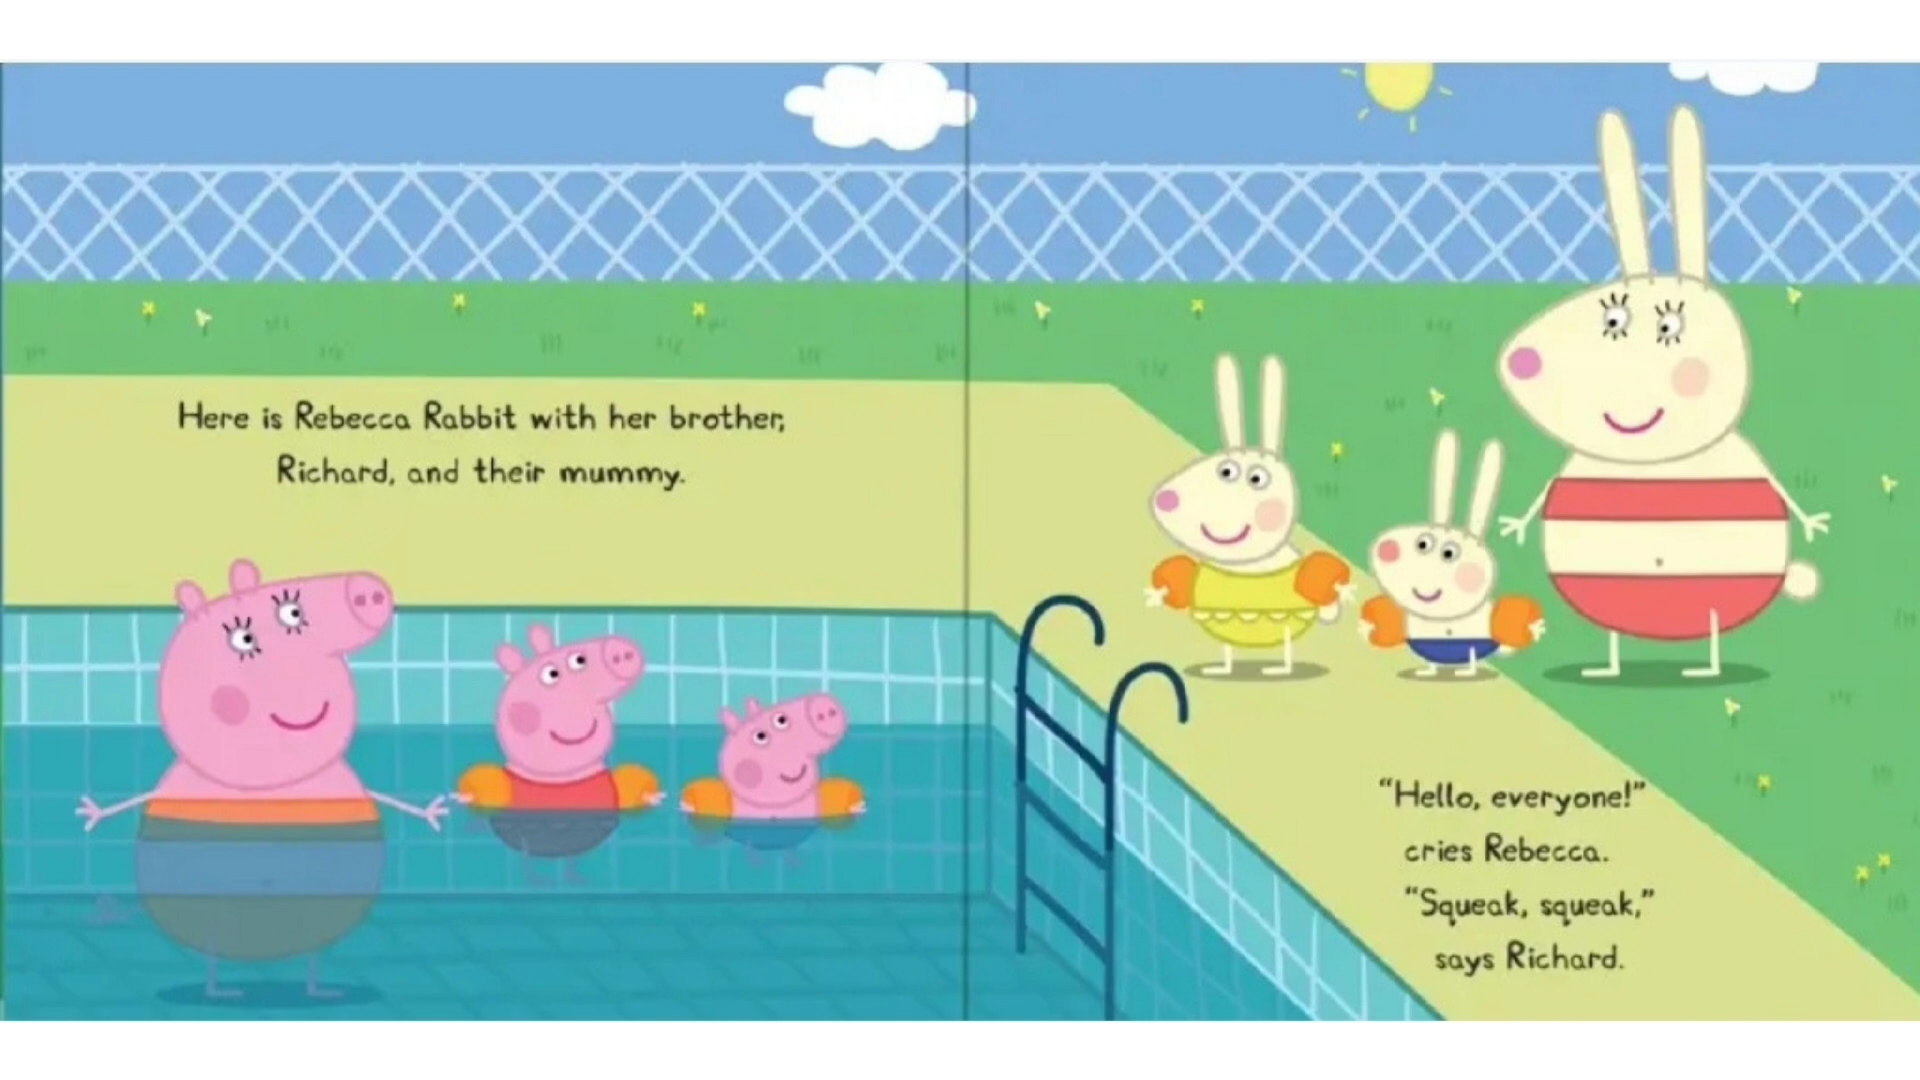 Here is Rebecca Rabbit with her brother,
Richard, and their mummy.
“Hello, everyone!”
cries Rebecca.
“Squeak, squeak,”
says Richard.